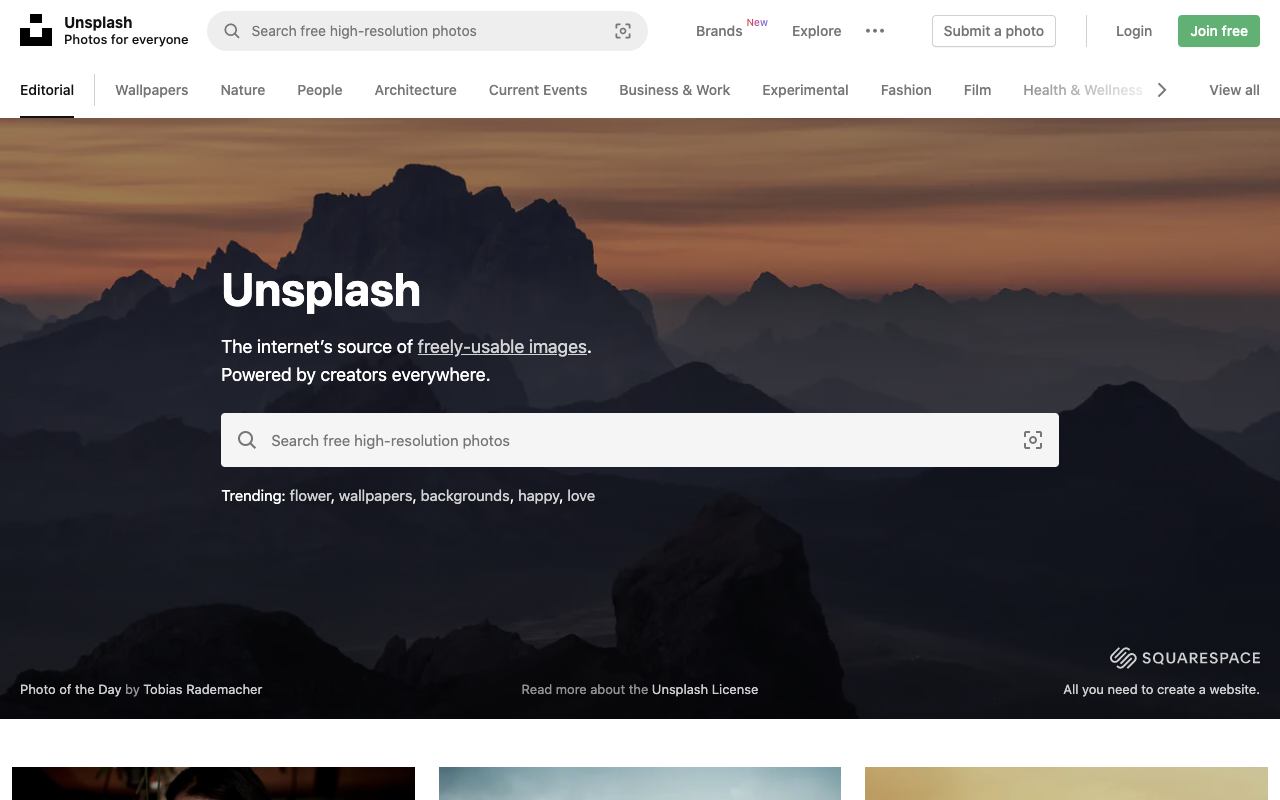 Unsplash
Photos for everyone
Search free high-resolution photos
Brands New
Explore
Submit a photo
Login
Join free
Editorial
Wallpapers
Nature
People
Architecture
Current Events
Business & Work
Experimental
Fashion
Film
Health & Wellness
View all
Unsplash
The internet’s source of freely-usable images.
Powered by creators everywhere.
Search free high-resolution photos
Trending: flower, wallpapers, backgrounds, happy, love
SQUARESPACE
Photo of the Day by Tobias Rademacher
Read more about the Unsplash License
All you need to create a website.